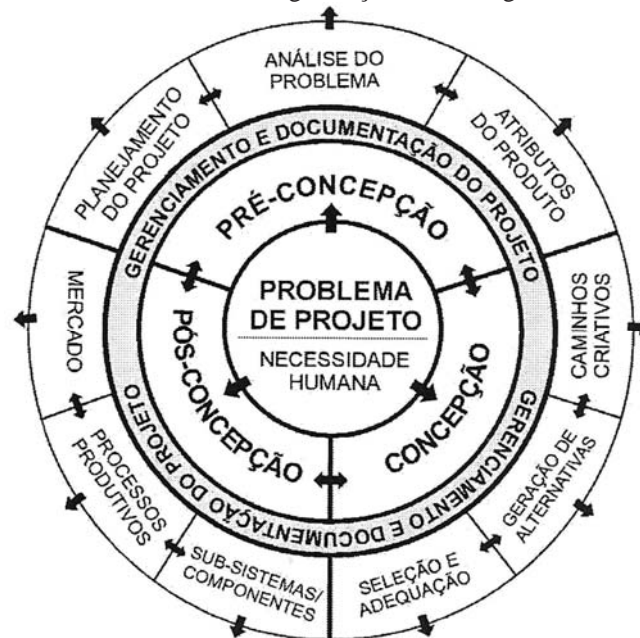 ANÁLISE DO
PROBLEMA
ATRIBUTOS
DO PRODUTO
CAMINHOS
CRIATIVOS
GERAÇÃO DE
ALTERNATIVAS
SELEÇÃO E
ADEQUAÇÃO
SUB-SISTEMAS/
COMPONENTES
PROCESSOS
PRODUTIVOS
MERCADO
PLANEJAMENTO
DO PROJETO
GERENCIAMENTO E DOCUMENTAÇÃO DO PROJETO
GERENCIAMENTO E DOCUMENTAÇÃO DO PROJETO
PRÉ-CONCEPÇÃO
CONCEPÇÃO
PÓS-CONCEPÇÃO
PROBLEMA
DE PROJETO
NECESSIDADE
HUMANA